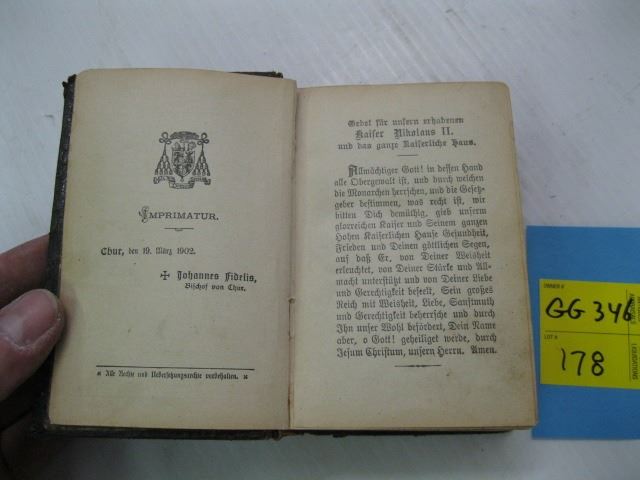 IMPRIMATUR.
Chur, den 19. März 1902.
✝ Johannes Fidelis,
Bischof von Chur.
* Alle Rechte und Uebersetzungsrechte vorbehalten. *
Gebet für unsern erhabenen
Kaiser Nikolaus II.
und das ganze Kaiserliche Haus.
Allmächtiger Gott! in dessen Hand
alle Obergewalt ist, und durch welchen
die Monarchen herrschen, und die Gesetz-
geber bestimmen, was recht ist, wir
bitten Dich demüthig, gieb unserm
glorreichen Kaiser und Seinem ganzen
Hohen Kaiserlichen Hause Gesundheit,
Frieden und Deinen göttlichen Segen,
auf daß Er, von Deiner Weisheit
erleuchtet, von Deiner Stärke und All-
macht unterstützt und von Deiner Liebe
und Gerechtigkeit beseelt, Sein großes
Reich mit Weisheit, Liebe, Sanftmuth
und Gerechtigkeit beherrsche und durch
Ihn unser Wohl befördert, Dein Name
aber, o Gott! geheiliget werde, durch
Jesum Christum, unsern Herrn. Amen.
OWNER #
GG 346
LOT #
178
LIQUIDATIONS